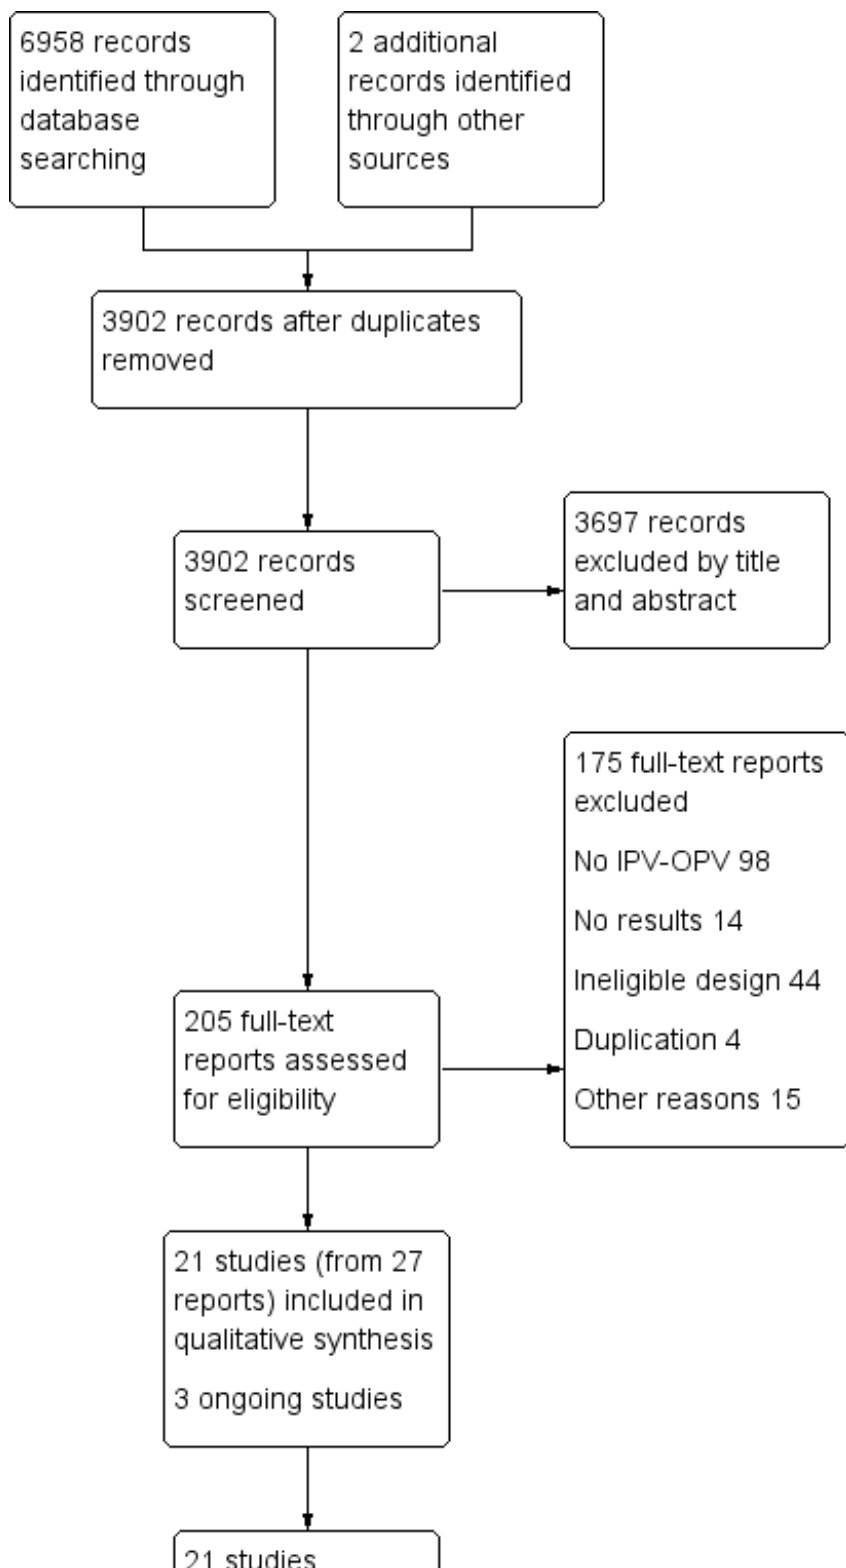 6958 records
identified through
database
searching
2 additional
records identified
through other
sources
3902 records after duplicates
removed
3902 records
screened
3697 records
excluded by title
and abstract
205 full-text
reports assessed
for eligibility
175 full-text reports
excluded
No IPV-OPV 98
No results 14
Ineligible design 44
Duplication 4
Other reasons 15
21 studies (from 27
reports) included in
qualitative synthesis
3 ongoing studies
21 studies